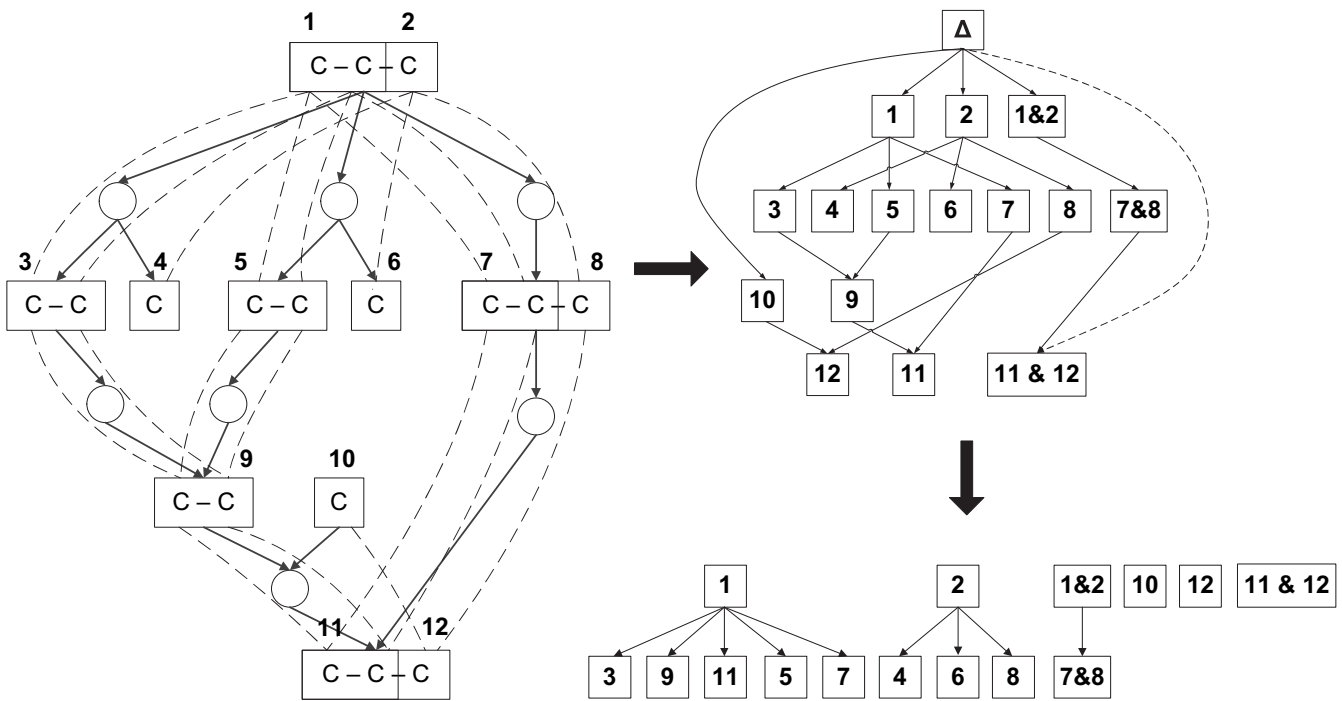 1 2
C – C – C
3 4 5 6 7 8
C – C C C – C C C – C – C
9 10
C – C C
11 12
C – C – C
Δ
1 2 1&2
3 4 5 6 7 8 7&8
10 9
12 11 11 & 12
1 2 1&2 10 12 11 & 12
3 9 11 5 7 4 6 8 7&8